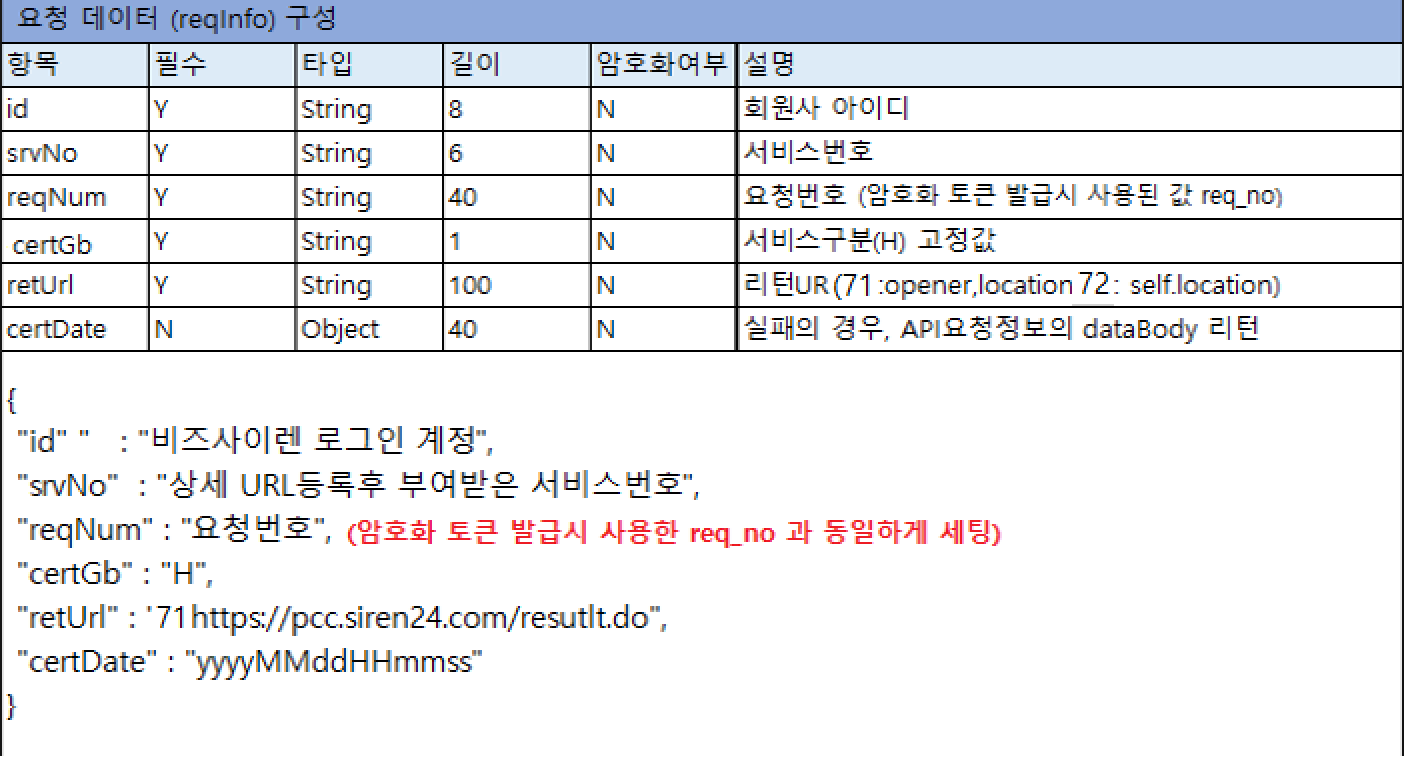 요청 데이터 (reqInfo) 구성
항목 필수 타입 길이 암호화여부 설명
id Y String 8 N 회원사 아이디
srvNo Y String 6 N 서비스번호
reqNum Y String 40 N 요청번호 (암호화 토큰 발급시 사용된 값 req_no)
certGb Y String 1 N 서비스구분(H) 고정값
retUrl Y String 100 N 리턴UR (71:opener,location 72: self.location)
certDate N Object 40 N 실패의 경우, API요청정보의 dataBody 리턴
{
"id" " : "비즈사이렌 로그인 계정",
"srvNo" : "상세 URL등록후 부여받은 서비스번호",
"reqNum" : "요청번호", (암호화 토큰 발급시 사용한 req_no 과 동일하게 세팅)
"certGb" : "H",
"retUrl" : '71https://pcc.siren24.com/resutlt.do",
"certDate" : "yyyyMMddHHmmss"
}